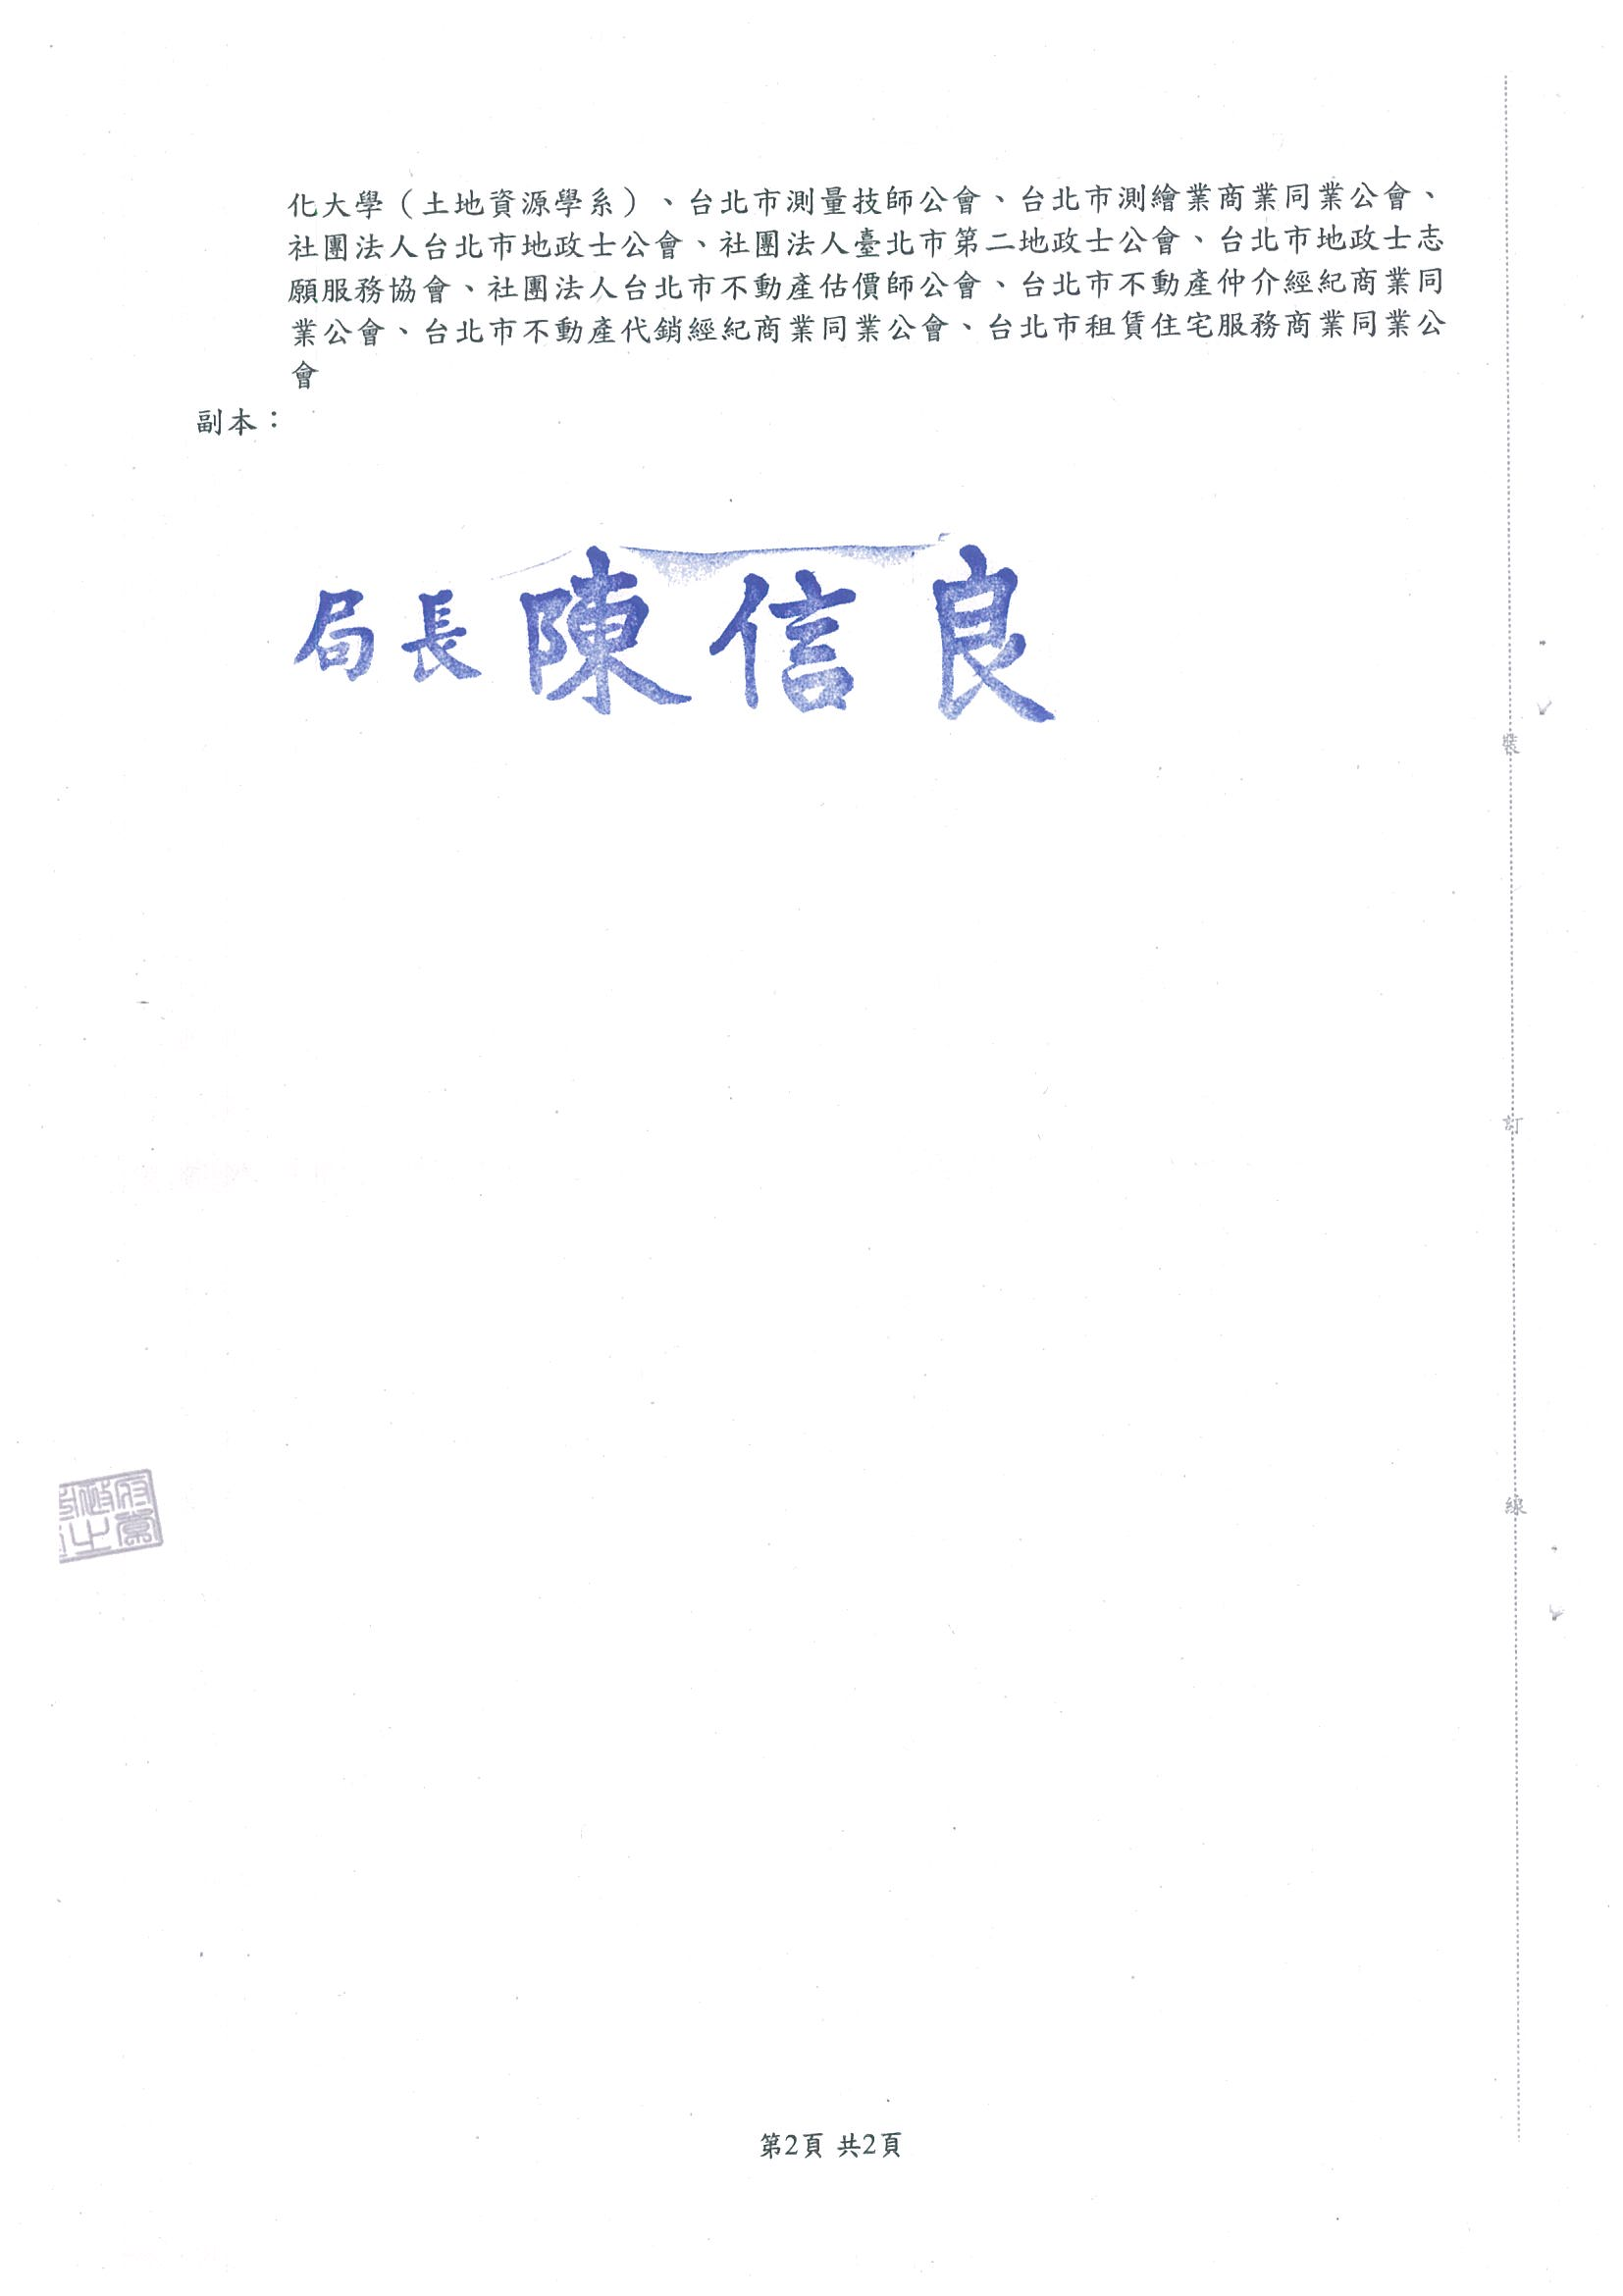 化大學（土地資源學系）、台北市測量技師公會、台北市測繪業商業同業公會、
社團法人台北市地政士公會、社團法人臺北市第二地政士公會、台北市地政士志
願服務協會、社團法人台北市不動產估價師公會、台北市不動產仲介經紀商業同
業公會、台北市不動產代銷經紀商業同業公會、台北市租賃住宅服務商業同業公
會
副本：
局長陳信良
裝
訂
線
第2頁 共2頁